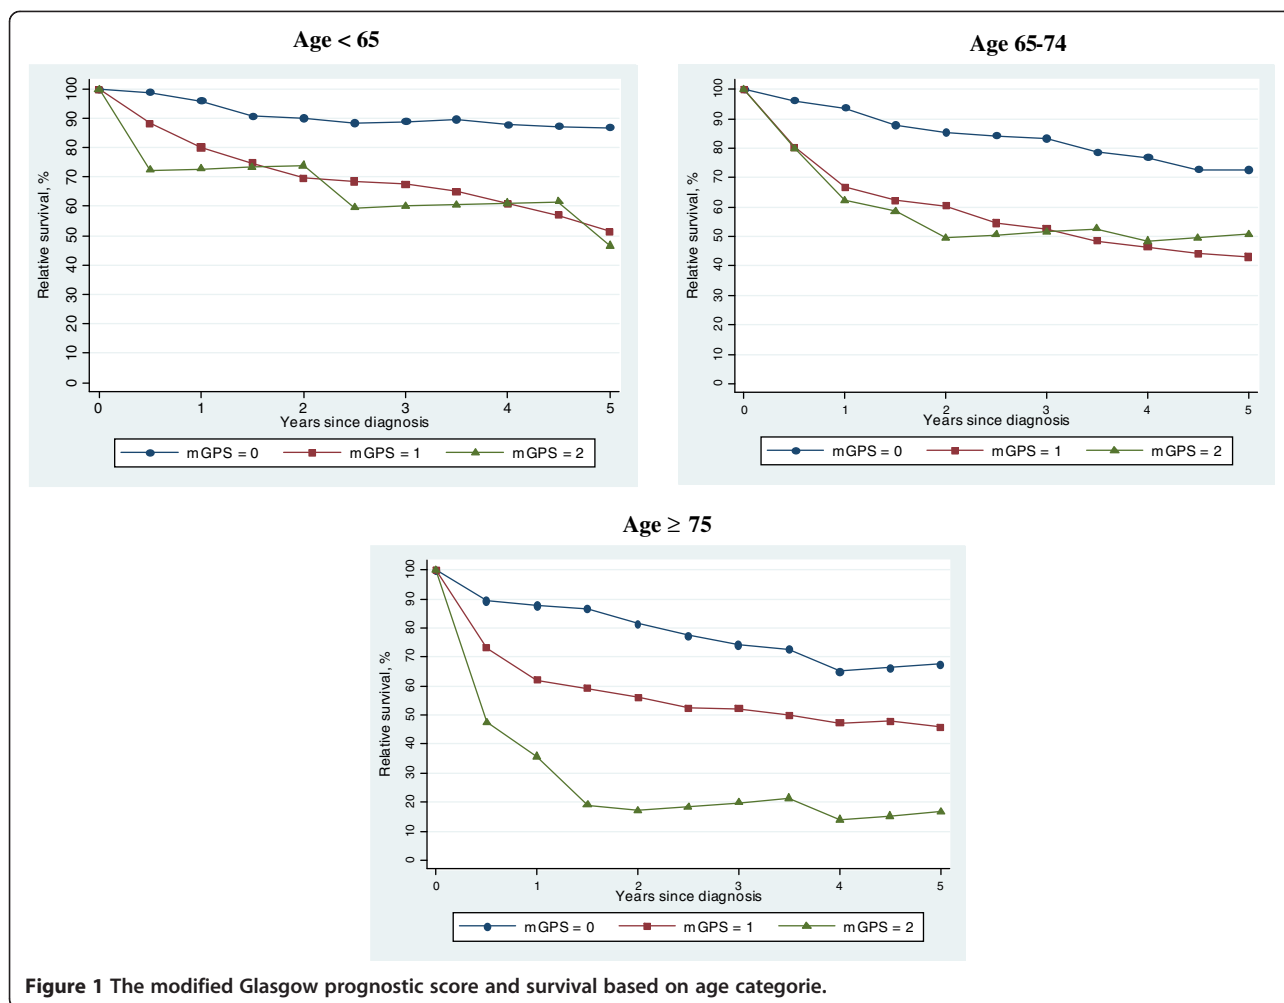 Age < 65
Relative survival, %
100
90
80
70
60
50
40
30
20
10
0
0 1 2 3 4 5
Years since diagnosis
mGPS = 0 mGPS = 1 mGPS = 2
Age 65-74
Relative survival, %
100
90
80
70
60
50
40
30
20
10
0
0 1 2 3 4 5
Years since diagnosis
mGPS = 0 mGPS = 1 mGPS = 2
Age ≥ 75
Relative survival, %
100
90
80
70
60
50
40
30
20
10
0
0 1 2 3 4 5
Years since diagnosis
mGPS = 0 mGPS = 1 mGPS = 2
Figure 1 The modified Glasgow prognostic score and survival based on age categorie.